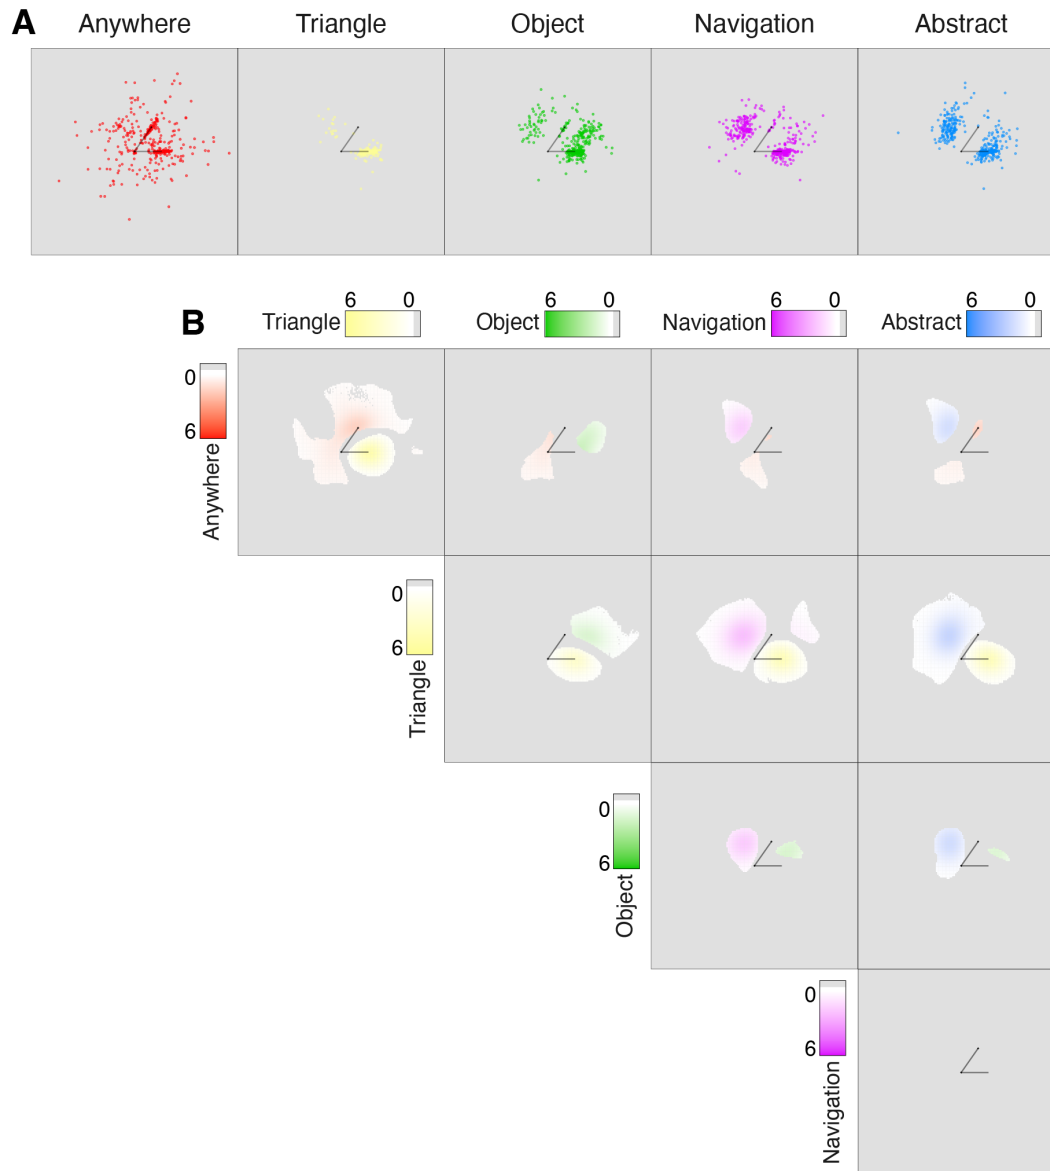 A Anywhere Triangle Object Navigation Abstract
B
6 0 6 0 6 0 6 0
Triangle Object Navigation Abstract
0
6
Anywhere
0
6
Triangle
0
6
Object
0
6
Navigation